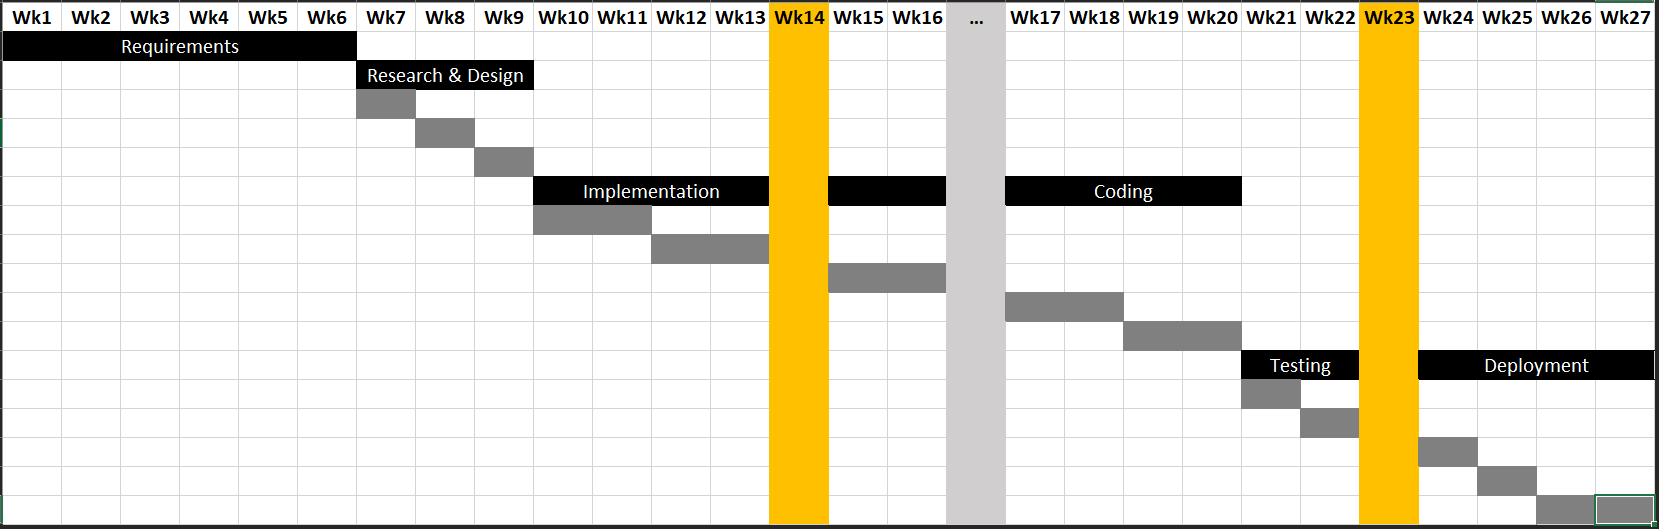 Wk1 Wk2 Wk3 Wk4 Wk5 Wk6 Wk7 Wk8 Wk9 Wk10 Wk11 Wk12 Wk13 Wk14 Wk15 Wk16 ... Wk17 Wk18 Wk19 Wk20 Wk21 Wk22 Wk23 Wk24 Wk25 Wk26 Wk27
Requirements
Research & Design
Implementation Coding
Testing Deployment